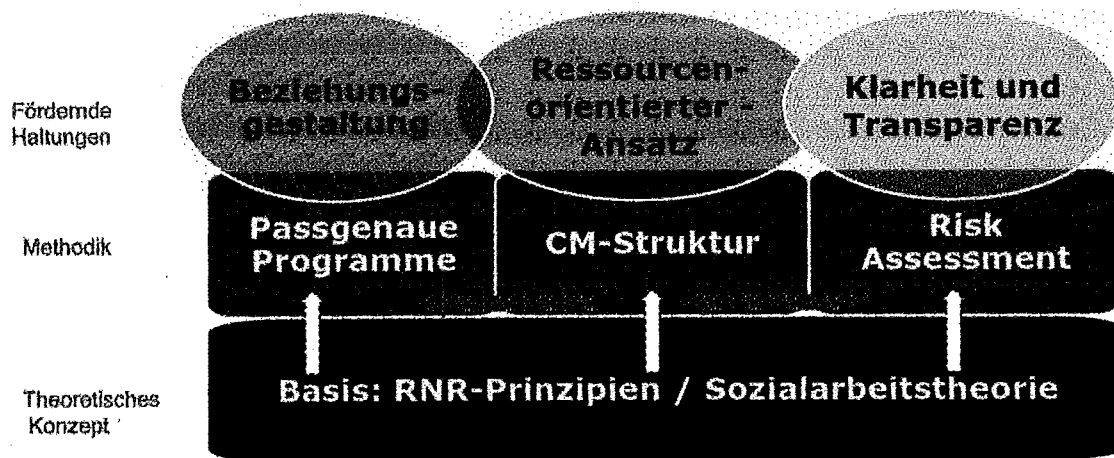 Fördernde
Haltungen
Beziehungs-
gestaltung
Ressourcen-
orientierter -
Ansatz
Klarheit und
Transparenz
Methodik
Passgenaue
Programme
CM-Struktur
Risk
Assessment
Theoretisches
Konzept
Basis: RNR-Prinzipien / Sozialarbeitstheorie